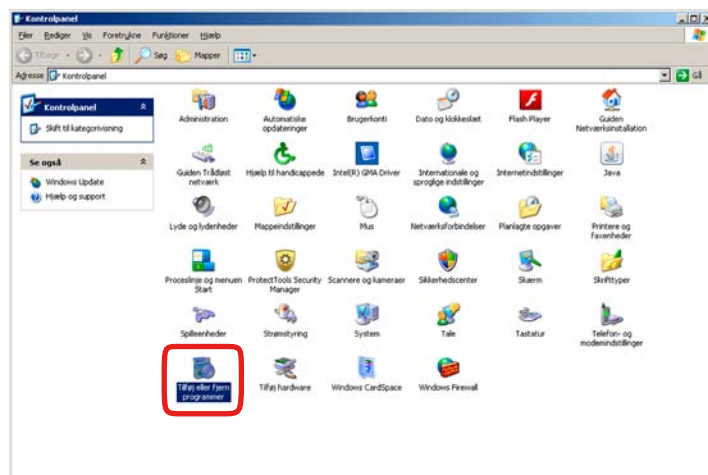 Kontrolpanel
Filer Rediger Vis Foretrukne Funktioner Hjælp
Tilbage Søg Mapper
Adresse Kontrolpanel Gå
Kontrolpanel
Skift til kategorivisning
Se også
Windows Update
Hjælp og support
Administration
Automatiske
opdateringer
Brugerkonti
Dato og klokkeslæt
Flash Player
Guiden
Netværksinstallation
Guiden Trådløst
netværk
Hjælp til handicappede
Intel(R) GMA Driver
Internationale og
sproglige indstillinger
Internetindstillinger
Java
Lyde og lydenheder
Mappeindstillinger
Mus
Netværksforbindelser
Planlagte opgaver
Printere og
faxenheder
Proceslinje og menuen
Start
ProtectTools Security
Manager
Scannere og kameraer
Sikkerhedscenter
Skærm
Skrifttyper
Spilleenheder
Strømstyring
System
Tale
Tastatur
Telefon- og
modemindstillinger
Tilføj eller fjern
programmer
Tilføj hardware
Windows CardSpace
Windows Firewall